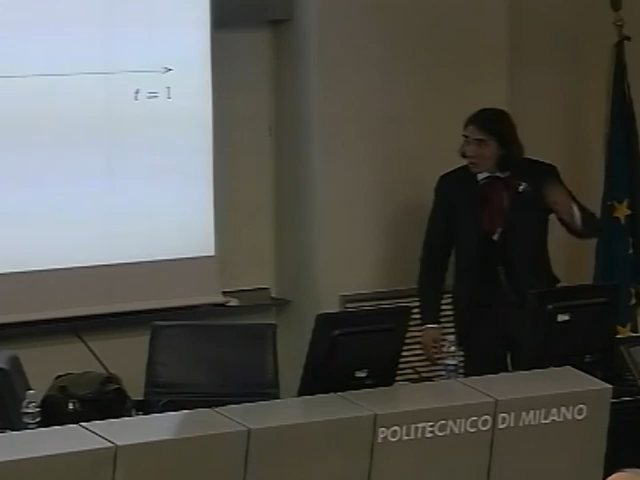 t = 1
POLITECNICO DI MILANO